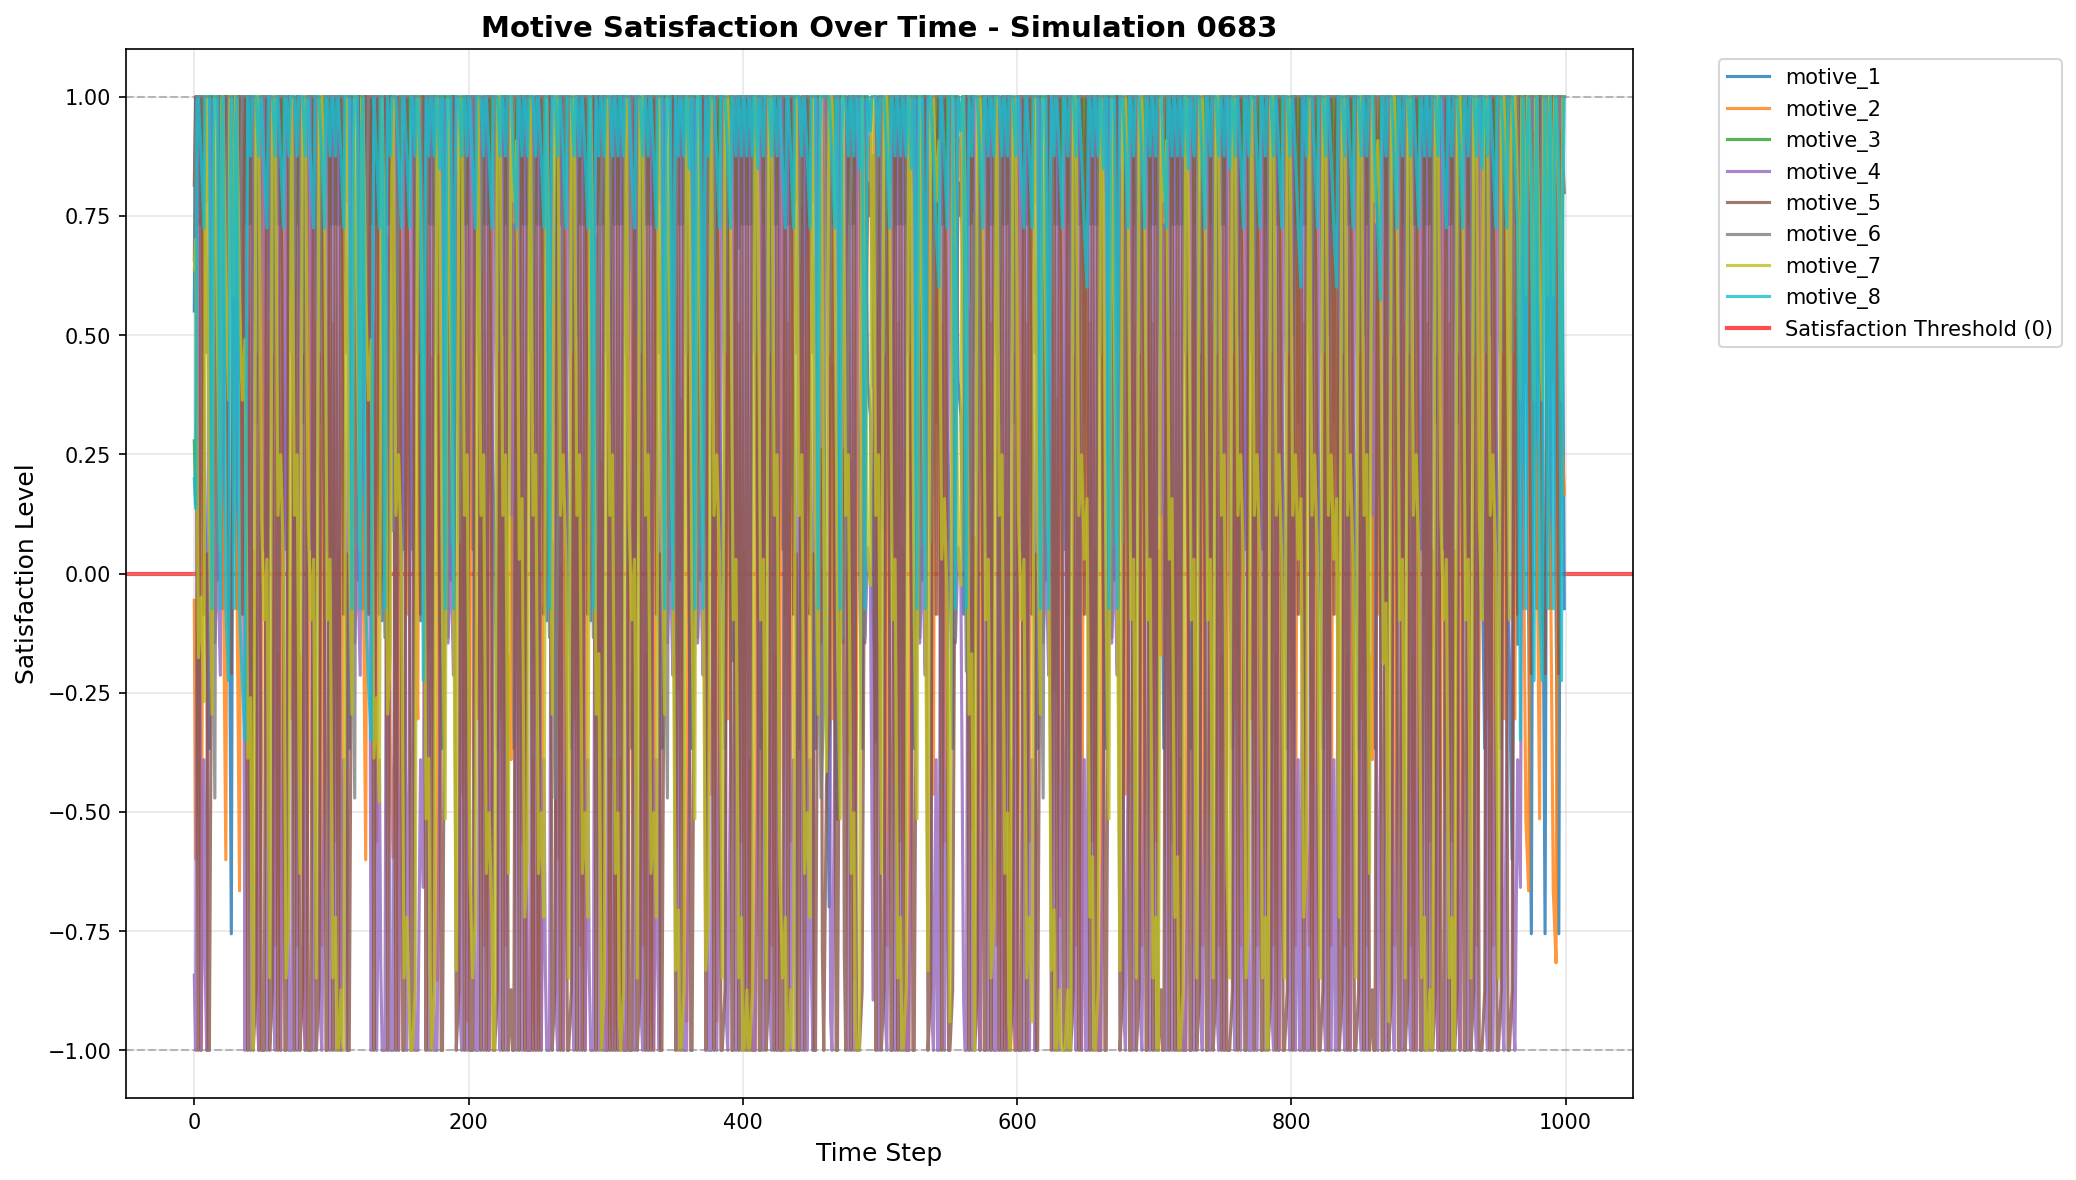 Motive Satisfaction Over Time - Simulation 0683
1.00
0.75
0.50
0.25
0.00
−0.25
−0.50
−0.75
−1.00
Satisfaction Level
0
200
400
600
800
1000
Time Step
motive_1
motive_2
motive_3
motive_4
motive_5
motive_6
motive_7
motive_8
Satisfaction Threshold (0)